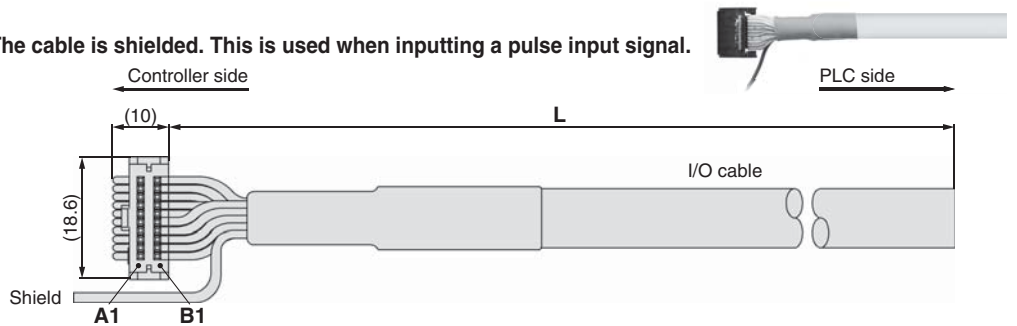 The cable is shielded. This is used when inputting a pulse input signal.
Controller side
PLC side
(10)
L
I/O cable
(18.6)
Shield
A1
B1